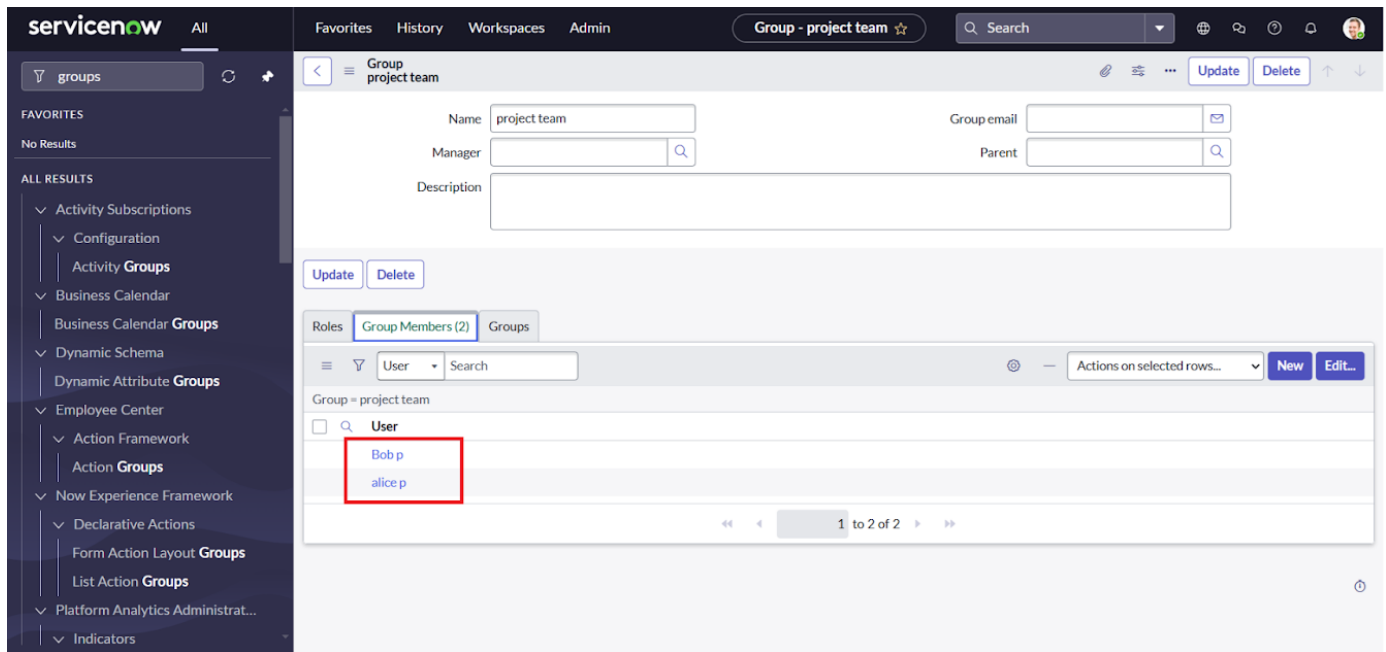 servicenow All Favorites History Workspaces Admin Group - project team Search
groups
FAVORITES
No Results
ALL RESULTS
Activity Subscriptions
Configuration
Activity Groups
Business Calendar
Business Calendar Groups
Dynamic Schema
Dynamic Attribute Groups
Employee Center
Action Framework
Action Groups
Now Experience Framework
Declarative Actions
Form Action Layout Groups
List Action Groups
Platform Analytics Administrat...
Indicators
Group
project team
Update Delete
Name project team
Group email
Manager
Parent
Description
Update Delete
Roles Group Members (2) Groups
User Search Actions on selected rows... New Edit...
Group = project team
User
Bob p
alice p
1 to 2 of 2